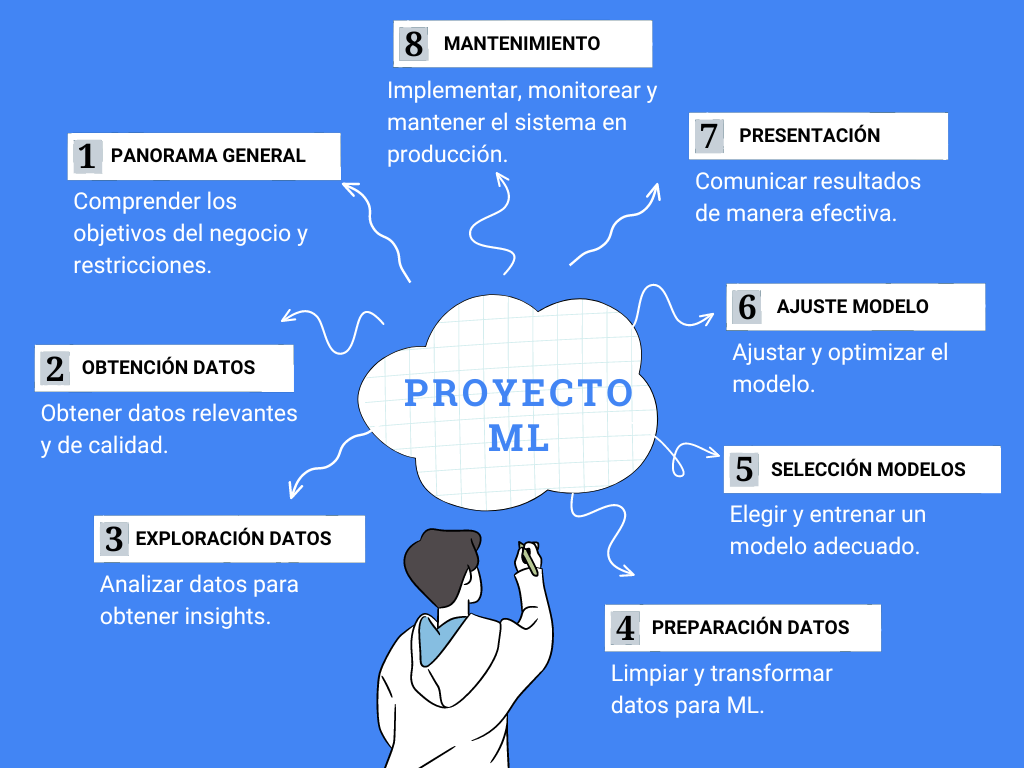 PROYECTO
ML
1 PANORAMA GENERAL
Comprender los
objetivos del negocio y
restricciones.
2 OBTENCIÓN DATOS
Obtener datos relevantes
y de calidad.
3 EXPLORACIÓN DATOS
Analizar datos para
obtener insights.
4 PREPARACIÓN DATOS
Limpiar y transformar
datos para ML.
5 SELECCIÓN MODELOS
Elegir y entrenar un
modelo adecuado.
6 AJUSTE MODELO
Ajustar y optimizar el
modelo.
7 PRESENTACIÓN
Comunicar resultados
de manera efectiva.
8 MANTENIMIENTO
Implementar, monitorear y
mantener el sistema en
producción.